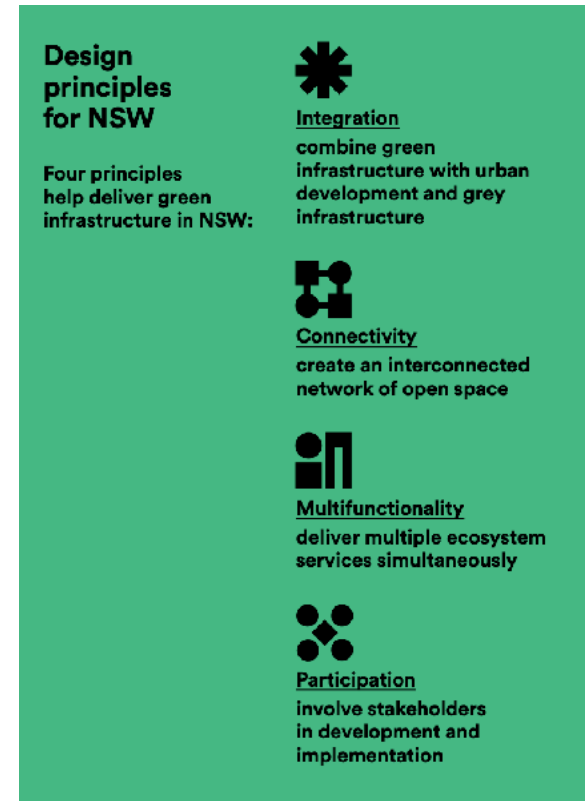 Design
principles
for NSW
Four principles
help deliver green
infrastructure in NSW:
Integration
combine green
infrastructure with urban
development and grey
infrastructure
Connectivity
create an interconnected
network of open space
Multifunctionality
deliver multiple ecosystem
services simultaneously
Participation
involve stakeholders
in development and
implementation